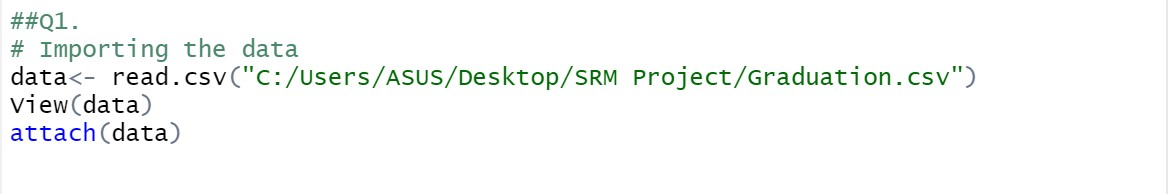 ##Q1.
# Importing the data
data<- read.csv("C:/Users/ASUS/Desktop/SRM Project/Graduation.csv")
View(data)
attach(data)